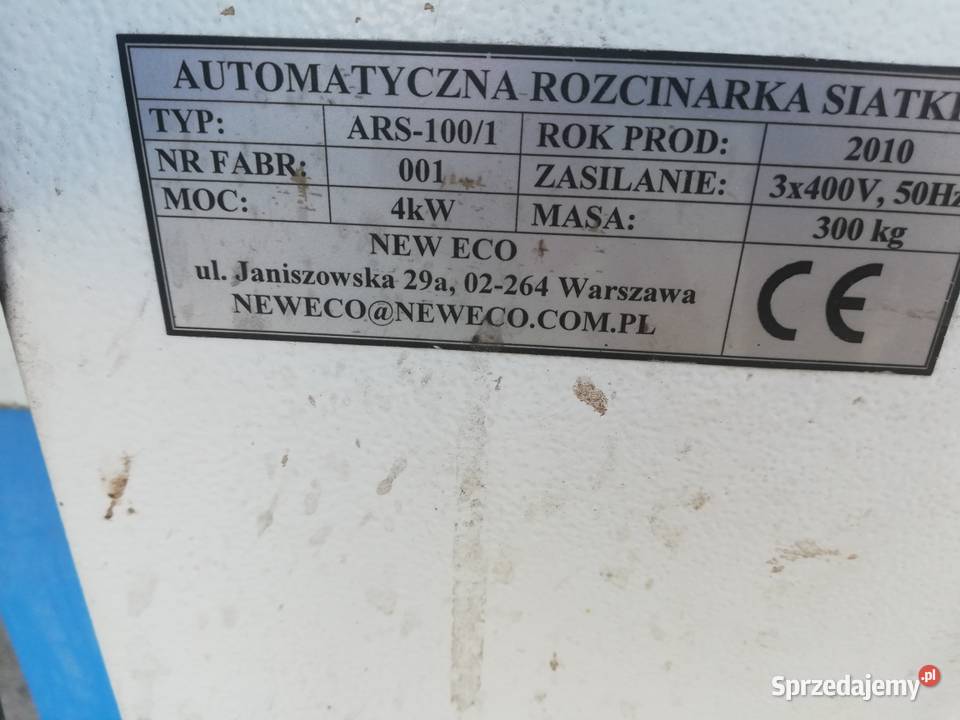 AUTOMATYCZNA ROZCINARKA SIATKI
TYP: ARS-100/1 ROK PROD: 2010
NR FABR: 001 ZASILANIE: 3x400V, 50Hz
MOC: 4kW MASA: 300 kg
NEW ECO
ul. Janiszowska 29a, 02-264 Warszawa
NEWECO@NEWECO.COM.PL
CE
Sprzedajemy.pl